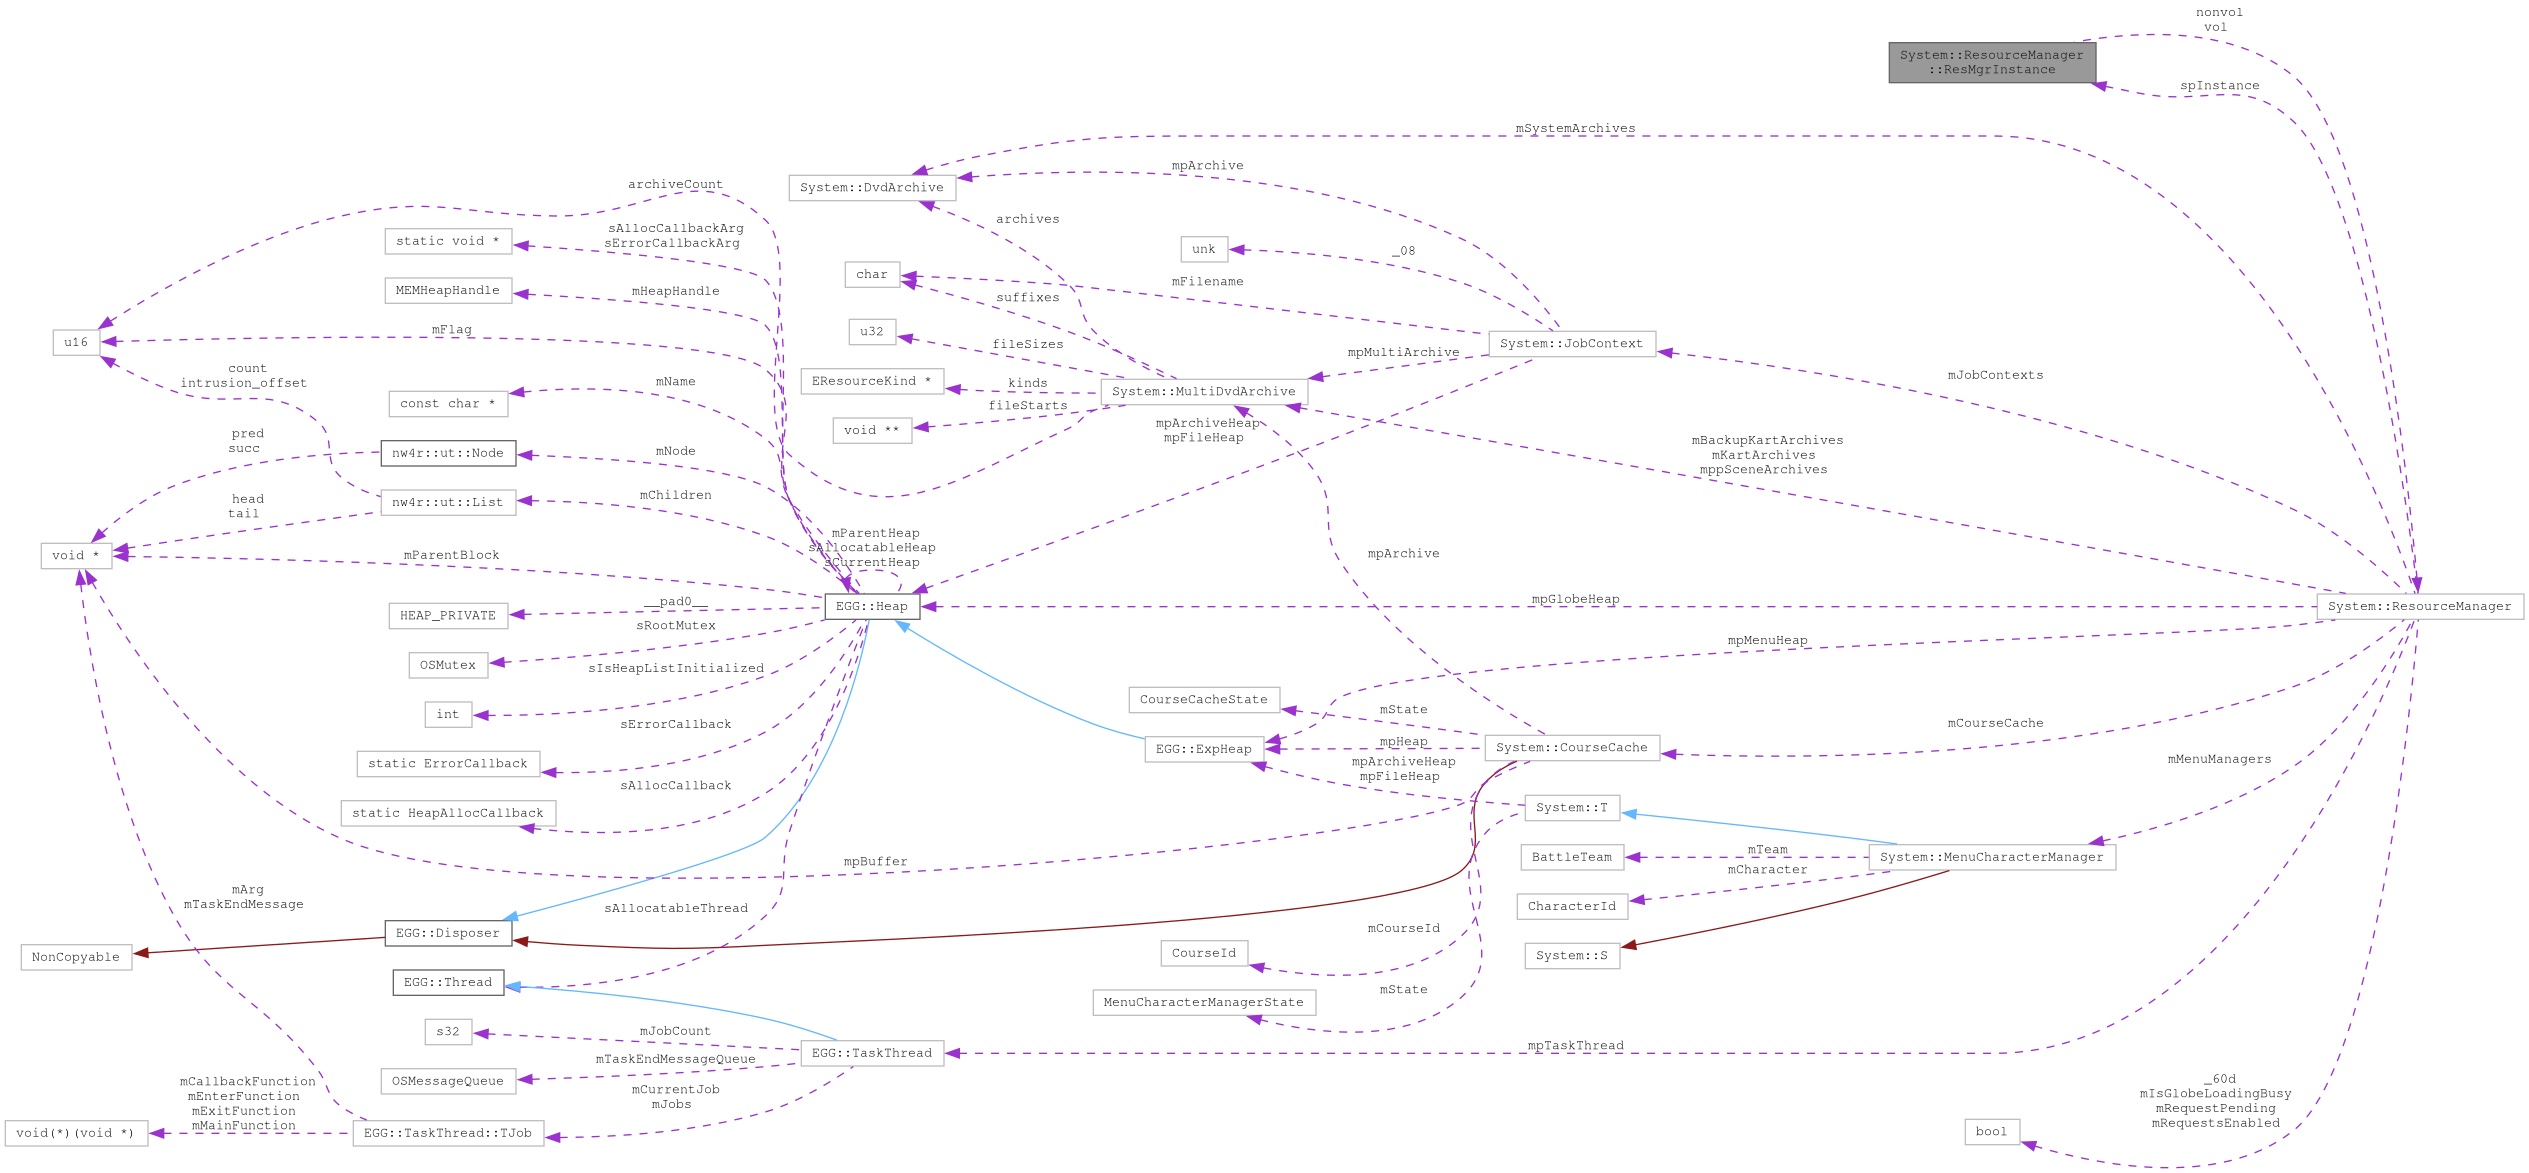 nonvol
vol
System::ResourceManager
::ResMgrInstance
spInstance
mSystemArchives
mpArchive
archiveCount
System::DvdArchive
archives
sAllocCallbackArg
sErrorCallbackArg
static void *
unk
_08
char
mFilename
MEMHeapHandle
mHeapHandle
suffixes
u16
mFlag
u32
fileSizes
System::JobContext
mpMultiArchive
count
intrusion_offset
mName
EResourceKind *
kinds
System::MultiDvdArchive
mJobContexts
const char *
fileStarts
void **
mpArchiveHeap
mpFileHeap
pred
succ
nw4r::ut::Node
mNode
mBackupKartArchives
mKartArchives
mppSceneArchives
head
tail
nw4r::ut::List
mChildren
mParentHeap
sAllocatableHeap
sCurrentHeap
void *
mParentBlock
mpArchive
HEAP_PRIVATE
__pad0__
EGG::Heap
mpGlobeHeap
System::ResourceManager
sRootMutex
OSMutex
mpMenuHeap
sIsHeapListInitialized
CourseCacheState
mState
int
sErrorCallback
mCourseCache
EGG::ExpHeap
mpHeap
System::CourseCache
static ErrorCallback
mpArchiveHeap
mpFileHeap
mMenuManagers
sAllocCallback
static HeapAllocCallback
System::T
mpBuffer
BattleTeam
mTeam
System::MenuCharacterManager
mCharacter
mArg
mTaskEndMessage
sAllocatableThread
CharacterId
EGG::Disposer
mCourseId
NonCopyable
CourseId
System::S
EGG::Thread
MenuCharacterManagerState
mState
s32
mJobCount
EGG::TaskThread
mpTaskThread
mTaskEndMessageQueue
OSMessageQueue
mCurrentJob
mJobs
mCallbackFunction
mEnterFunction
mExitFunction
mMainFunction
void(*)(void *)
EGG::TaskThread::TJob
_60d
mIsGlobeLoadingBusy
mRequestPending
mRequestsEnabled
bool